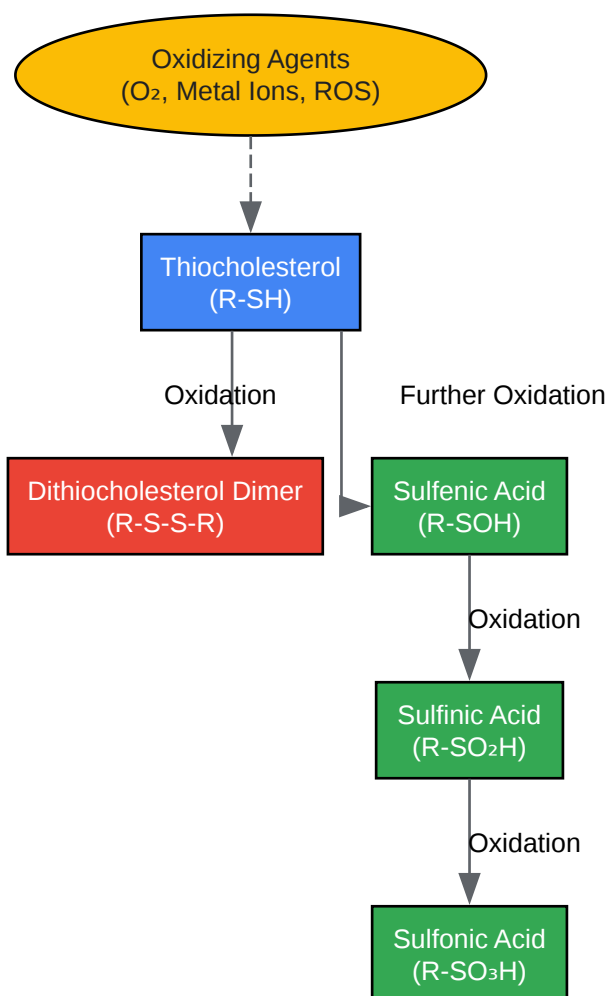 Oxidizing Agents
(O₂, Metal Ions, ROS)
Thiocholesterol
(R-SH)
Oxidation
Further Oxidation
Dithiocholesterol Dimer
(R-S-S-R)
Sulfenic Acid
(R-SOH)
Oxidation
Sulfinic Acid
(R-SO₂H)
Oxidation
Sulfonic Acid
(R-SO₃H)